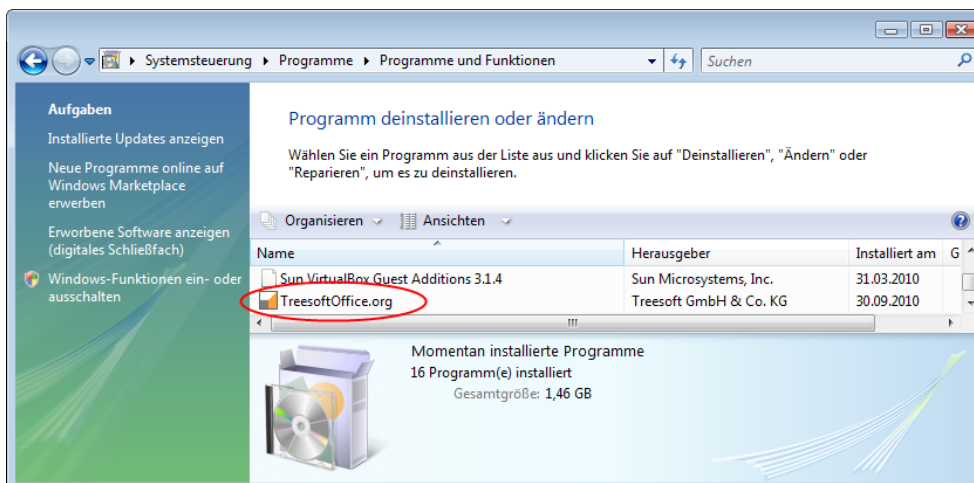 Systemsteuerung Programme Programme und Funktionen
Suchen
Aufgaben
Installierte Updates anzeigen
Neue Programme online auf
Windows Marketplace
erwerben
Erworbene Software anzeigen
(digitales Schließfach)
Windows-Funktionen ein- oder
ausschalten
Programm deinstallieren oder ändern
Wählen Sie ein Programm aus der Liste aus und klicken Sie auf "Deinstallieren", "Ändern" oder
"Reparieren", um es zu deinstallieren.
Organisieren Ansichten
Name Herausgeber Installiert am G
Sun VirtualBox Guest Additions 3.1.4 Sun Microsystems, Inc. 31.03.2010
TreesoftOffice.org Treesoft GmbH & Co. KG 30.09.2010
Momentan installierte Programme
16 Programm(e) installiert
Gesamtgröße: 1,46 GB